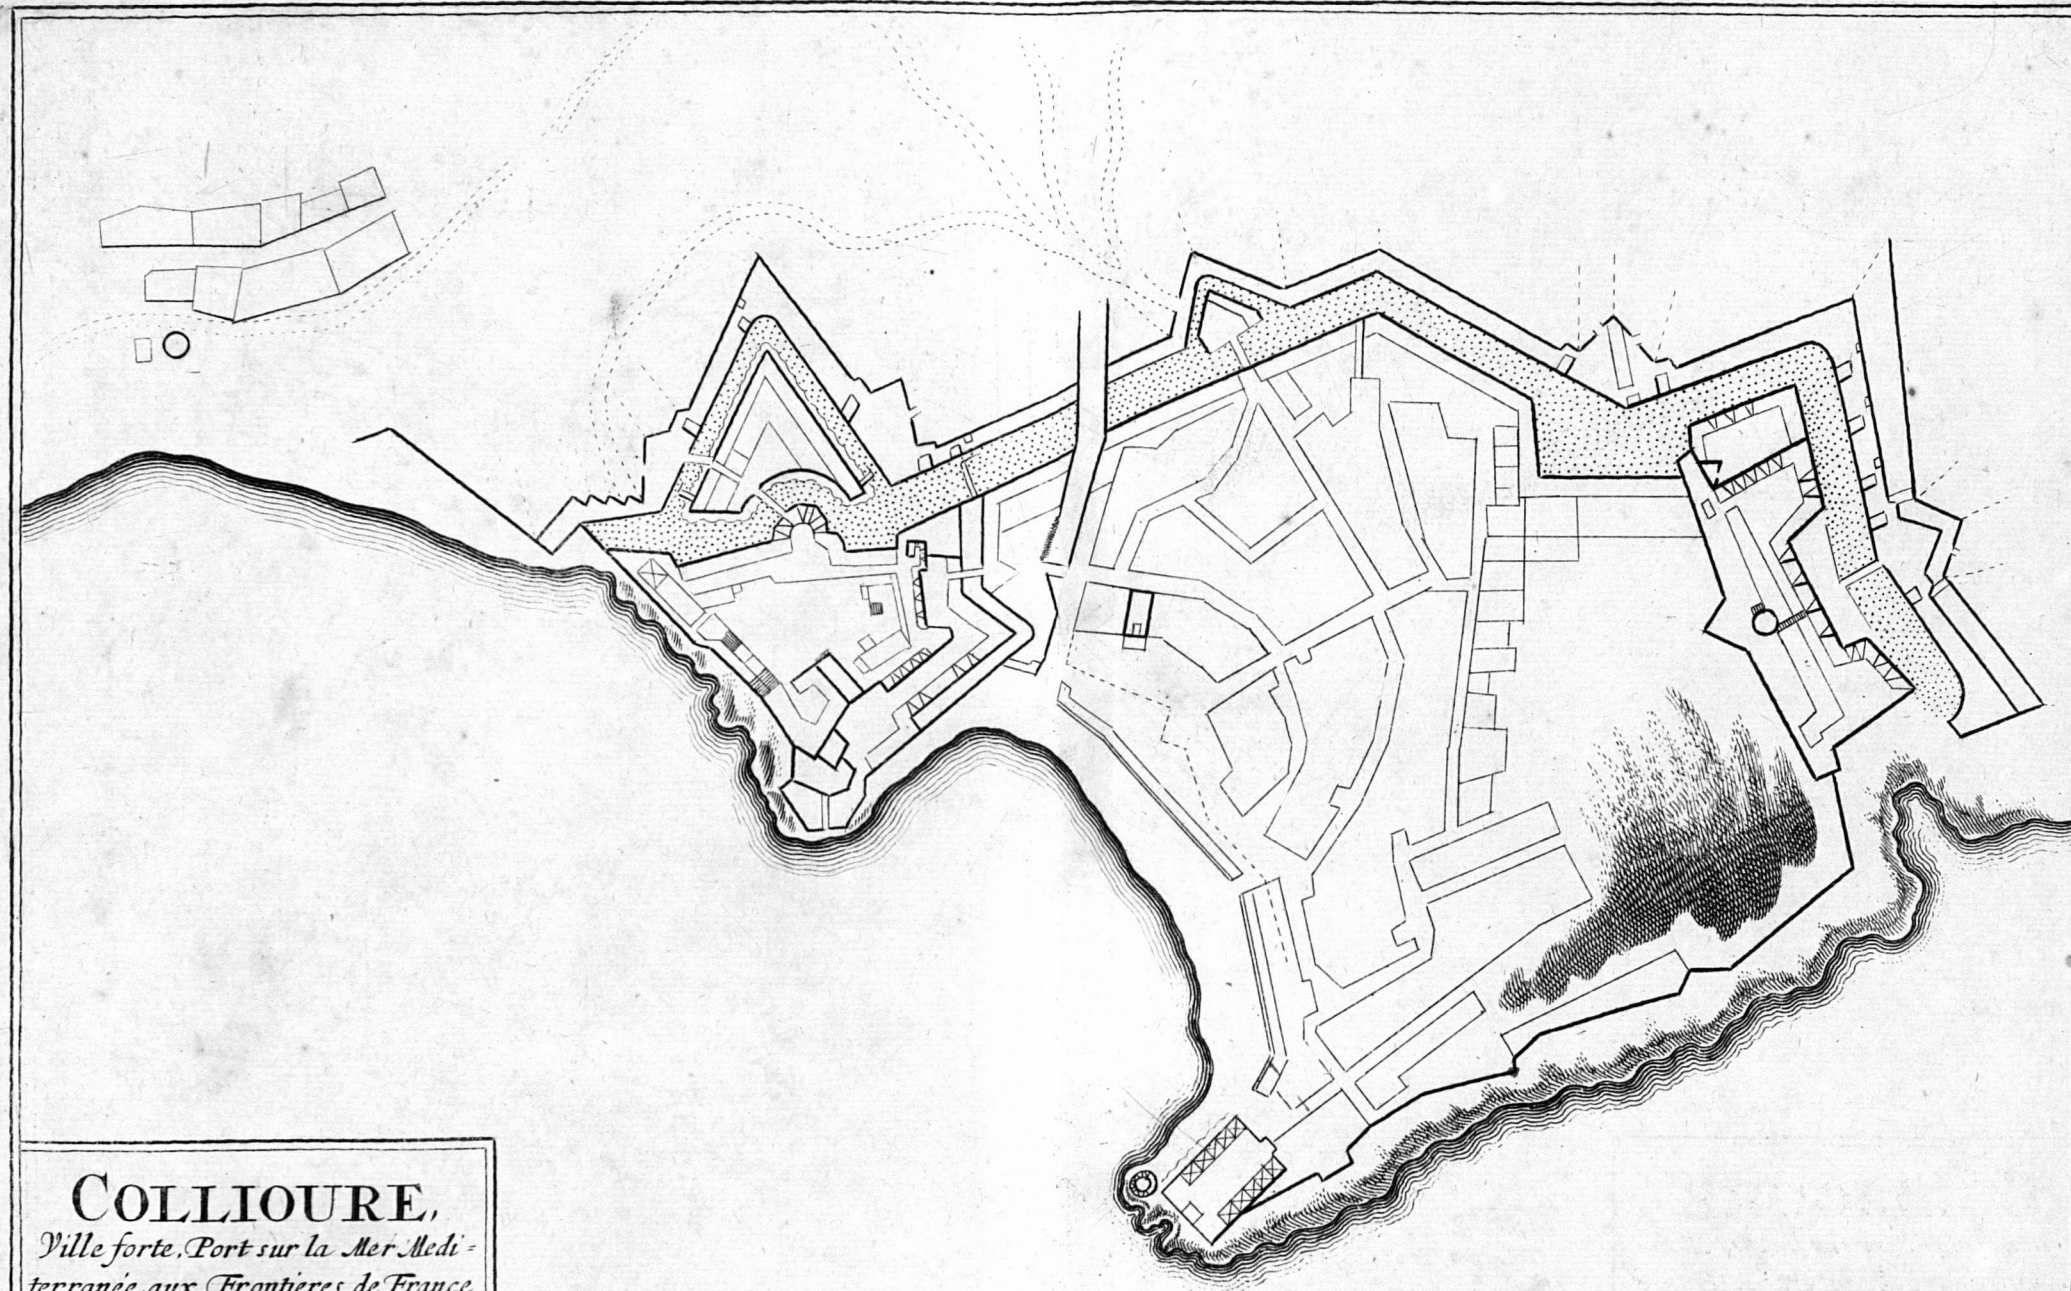 COLLIOURE,
Ville forte, Port sur la Mer Medi=
terranée aux Frontieres de France